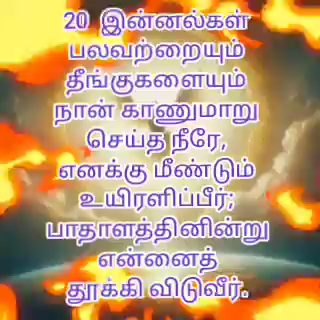 20 இன்னல்கள்
பலவற்றையும்
தீங்குகளையும்
நான் காணுமாறு
செய்த நீரே,
எனக்கு மீண்டும்
உயிரளிப்பீர்;
பாதாளத்தினின்று
என்னைத்
தூக்கி விடுவீர்.